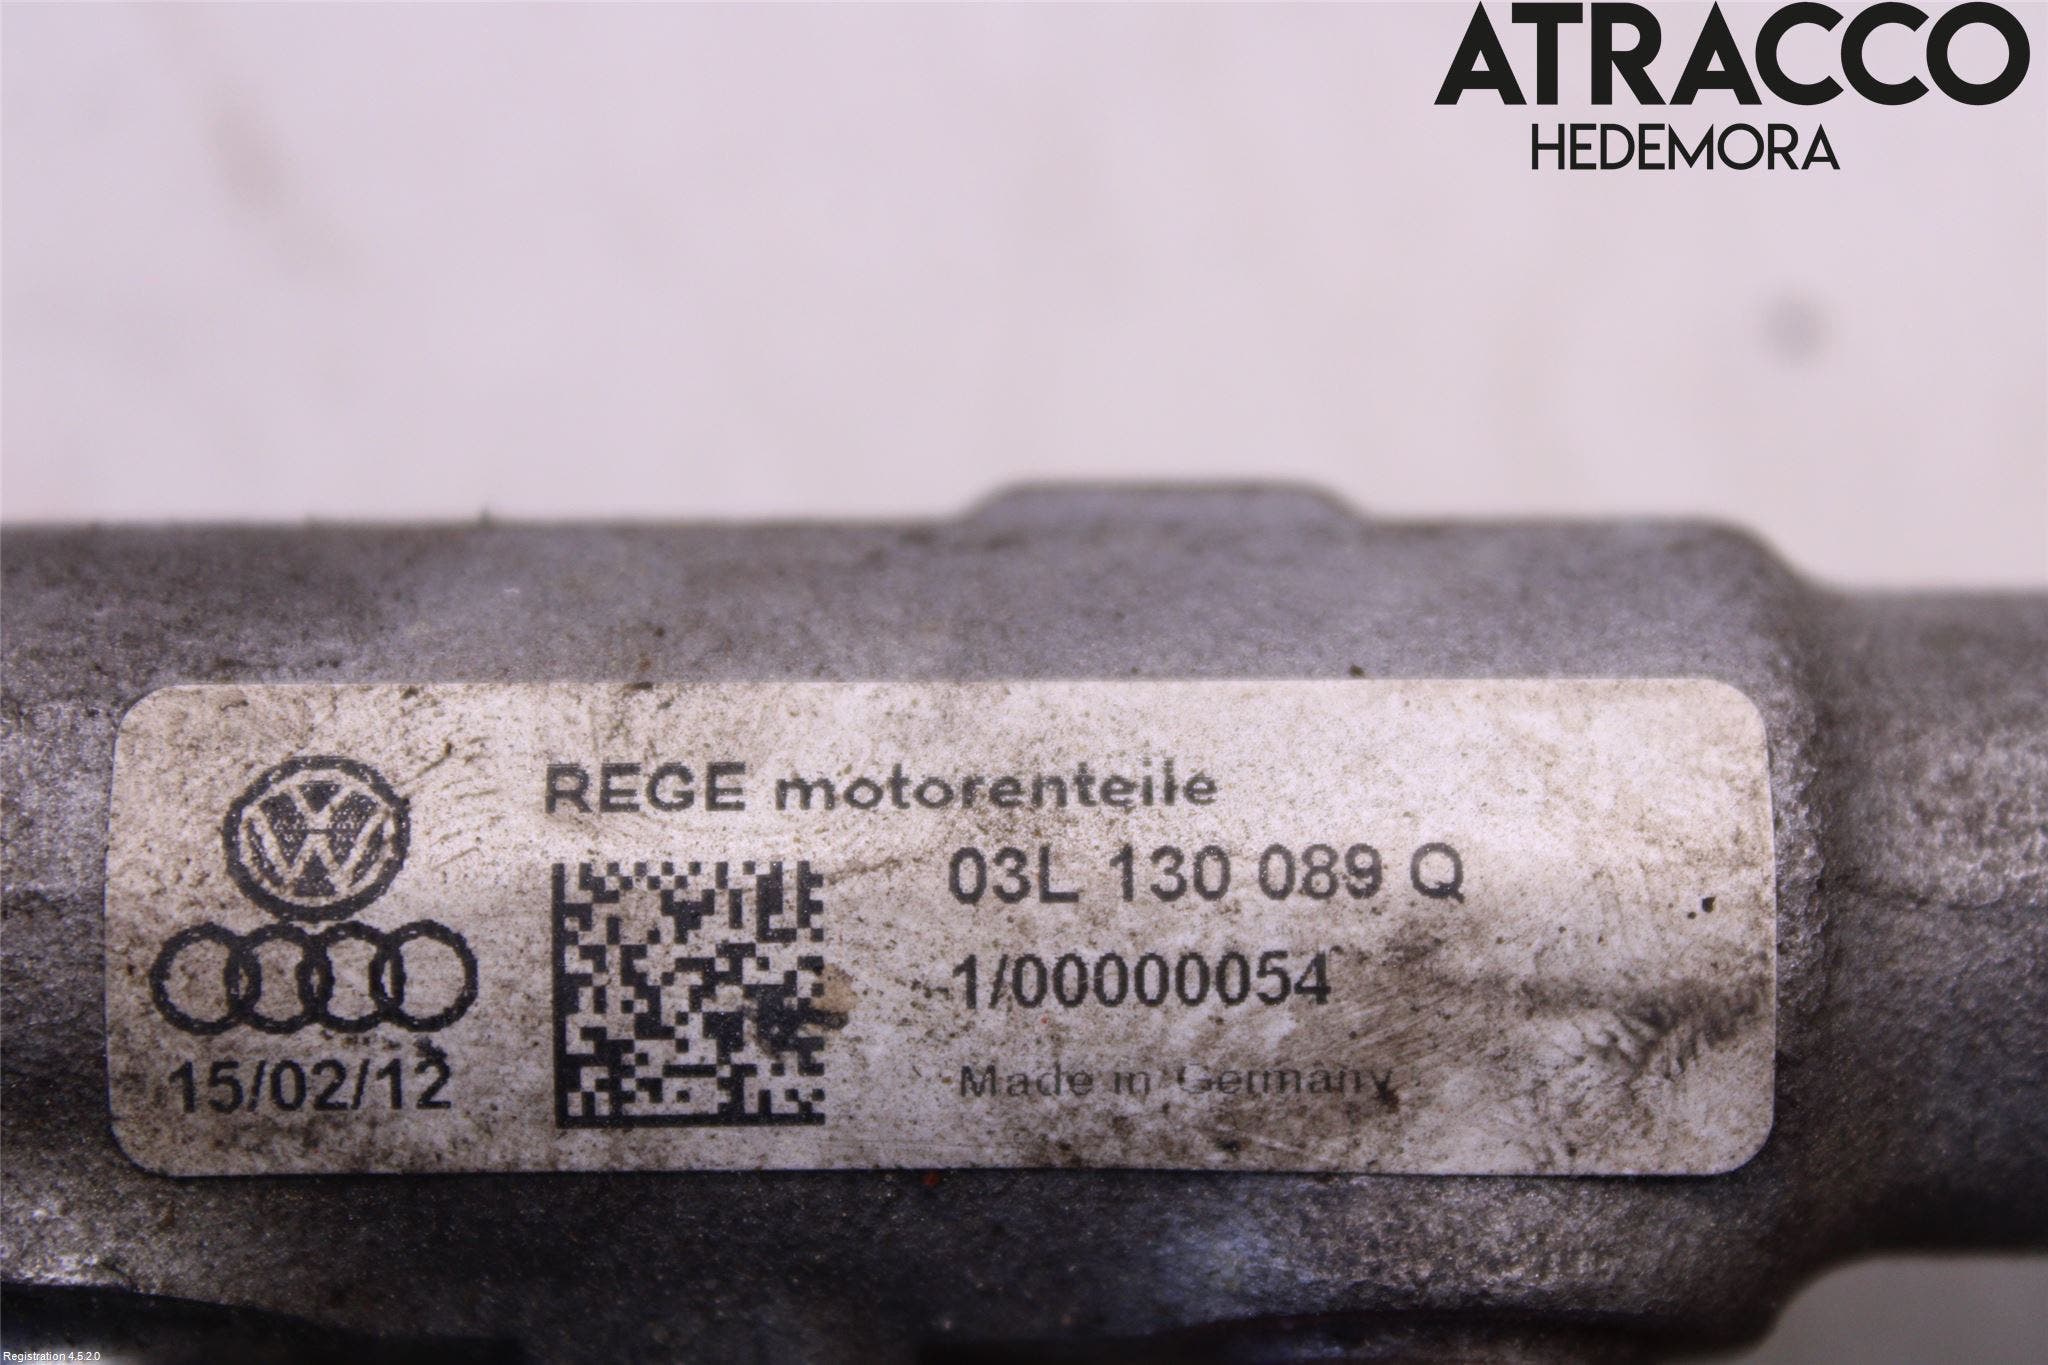 ATRACCO
HEDEMORA
REGE motorenteile
03L 130 089 Q
1/00000054
Made in Germany
15/02/12
Registration 4.5.2.0